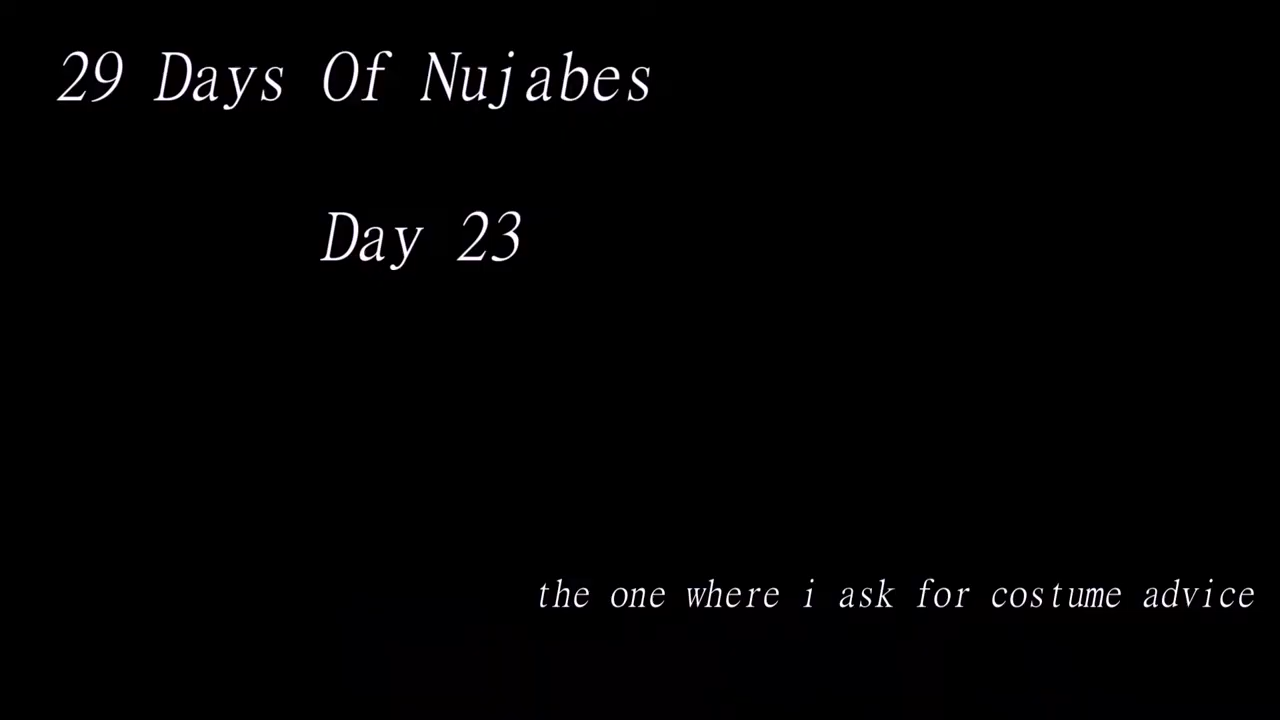 29 Days Of Nujabes
Day 23
the one where i ask for costume advice